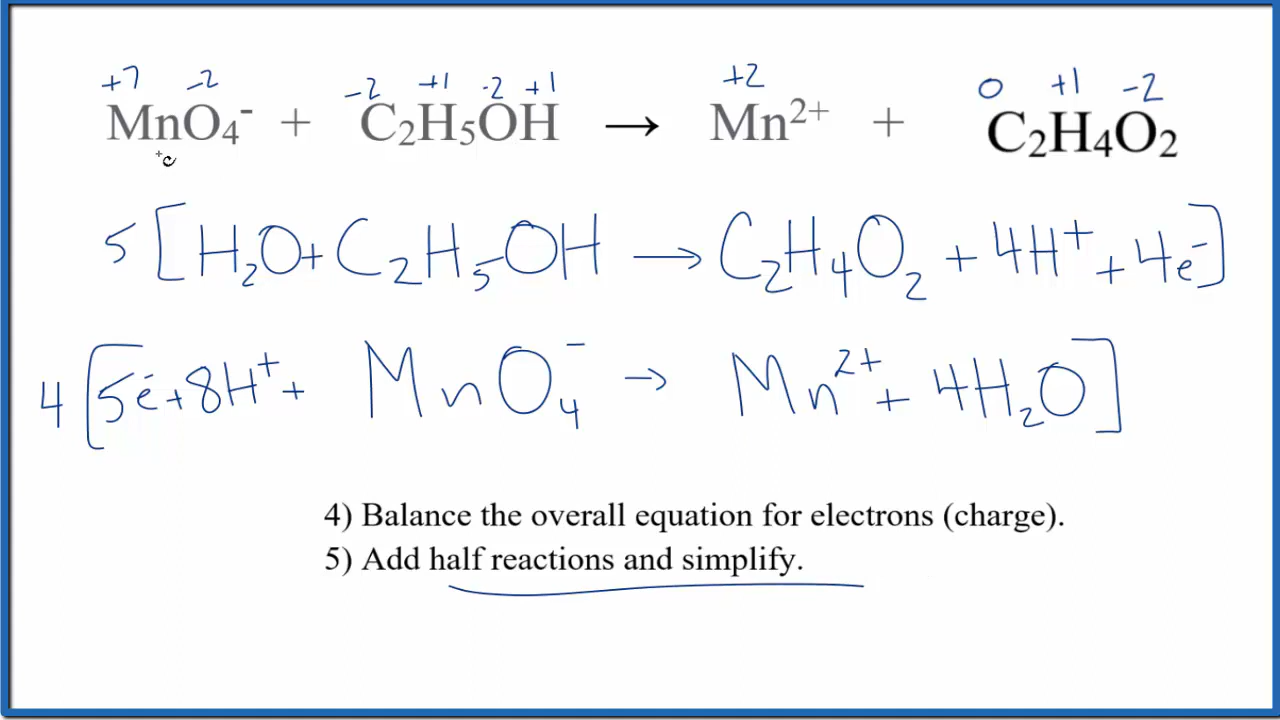 +7 -2 -2 +1 -2 +1 +2 0 +1 -2
MnO₄⁻ + C₂H₅OH → Mn²⁺ + C₂H₄O₂
5 [H₂O + C₂H₅OH → C₂H₄O₂ + 4H⁺ + 4e⁻]
4 [5e⁻ + 8H⁺ + MnO₄⁻ → Mn²⁺ + 4H₂O]
4) Balance the overall equation for electrons (charge).
5) Add half reactions and simplify.